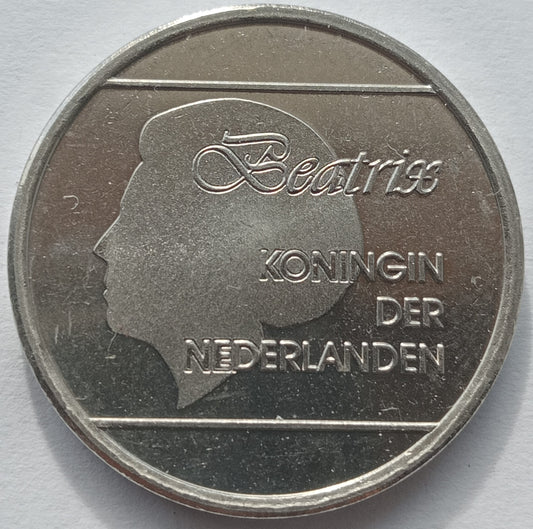 Beatrix
KONINGIN
DER
NEDERLANDEN